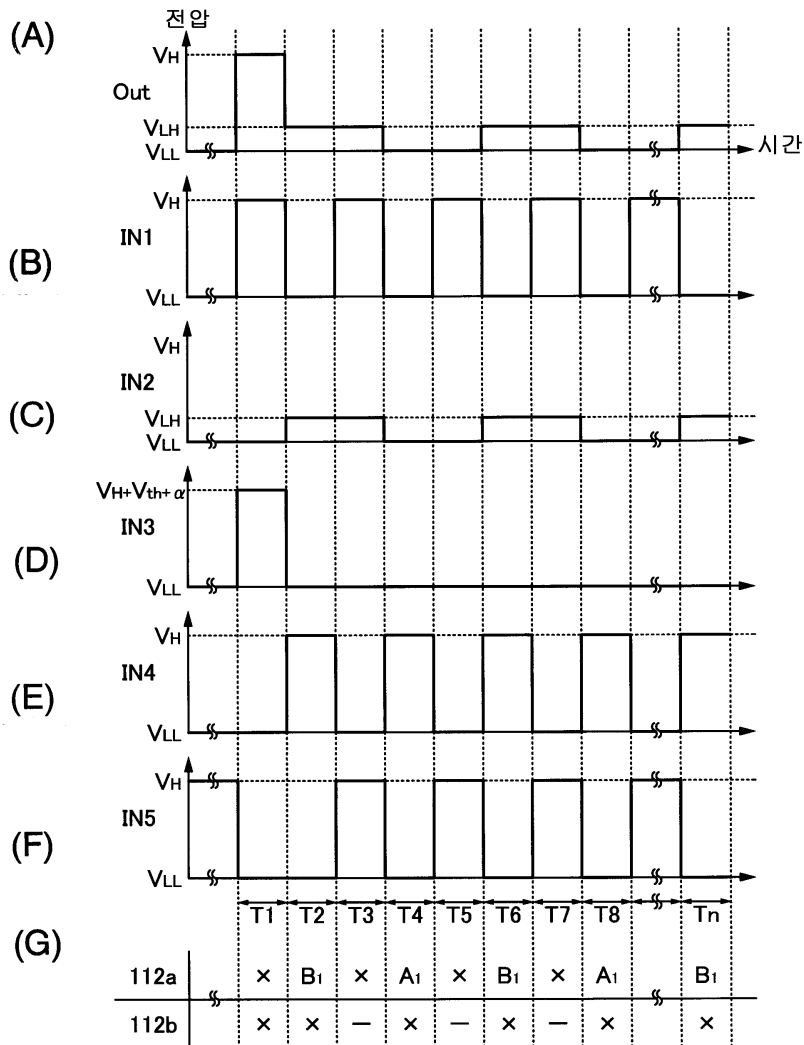 (A)
전압
VH
Out
VLH
VLL
시간
(B)
VH
IN1
VLL
(C)
VH
IN2
VLH
VLL
(D)
VH+Vth+α
IN3
VLL
(E)
VH
IN4
VLL
(F)
VH
IN5
VLL
T1 T2 T3 T4 T5 T6 T7 T8 Tn
(G)
112a × B1 × A1 × B1 × A1 B1
112b × × − × − × − × ×